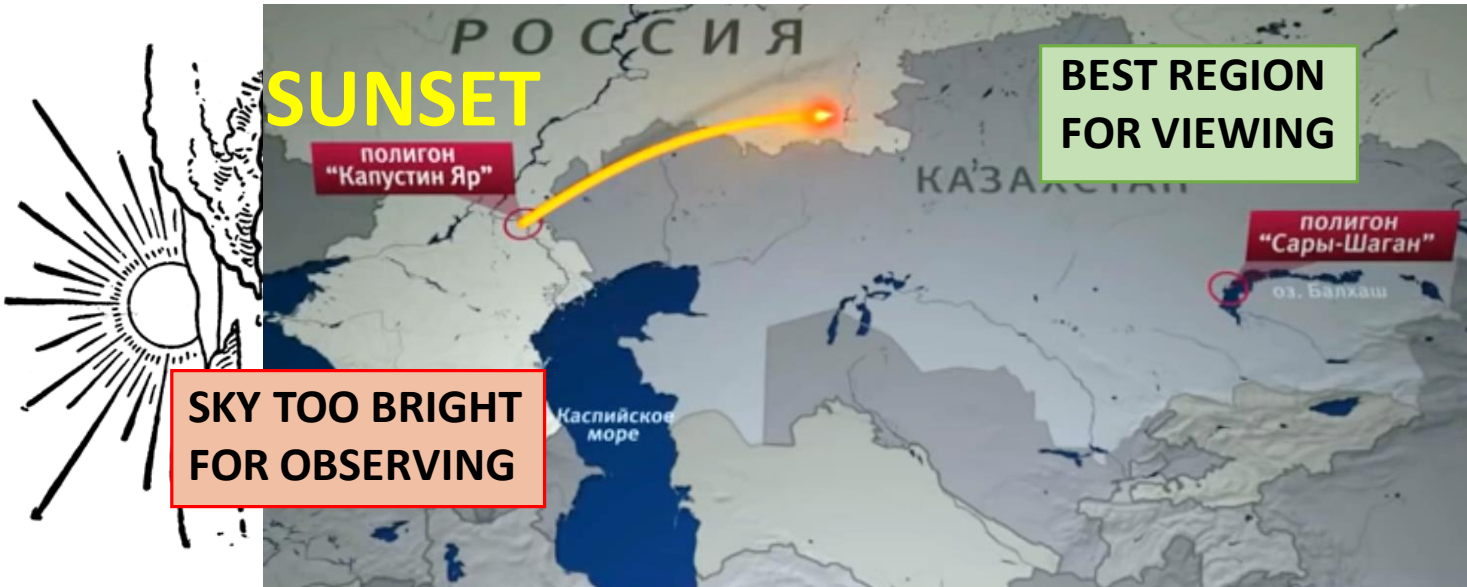 РОССИЯ
SUNSET
BEST REGION
FOR VIEWING
полигон
“Капустин Яр”
КАЗАХСТАН
полигон
“Сары-Шаган”
оз. Балхаш
SKY TOO BRIGHT
FOR OBSERVING
Каспийское
море